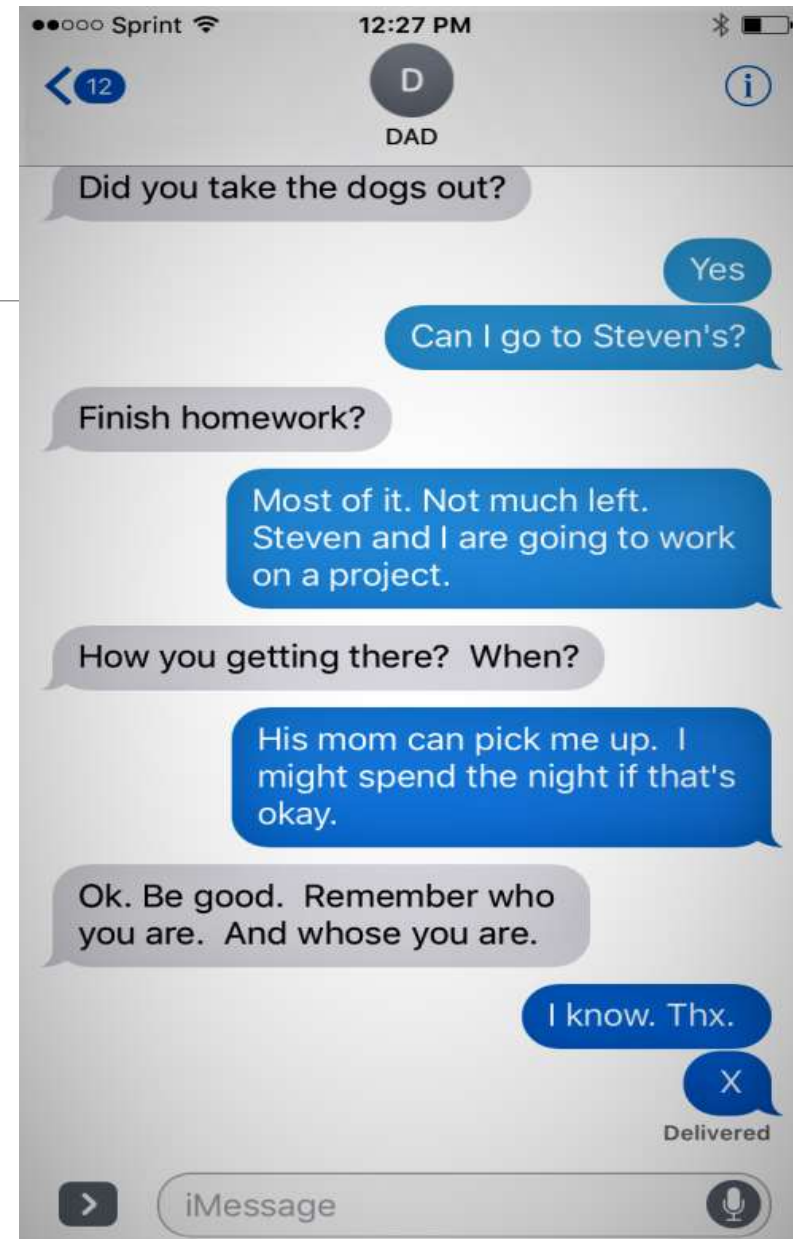 Sprint 12:27 PM
12
D
DAD
Did you take the dogs out?
Yes
Can I go to Steven's?
Finish homework?
Most of it. Not much left.
Steven and I are going to work
on a project.
How you getting there?  When?
His mom can pick me up.  I
might spend the night if that's
okay.
Ok. Be good.  Remember who
you are.  And whose you are.
I know. Thx.
X
Delivered
iMessage